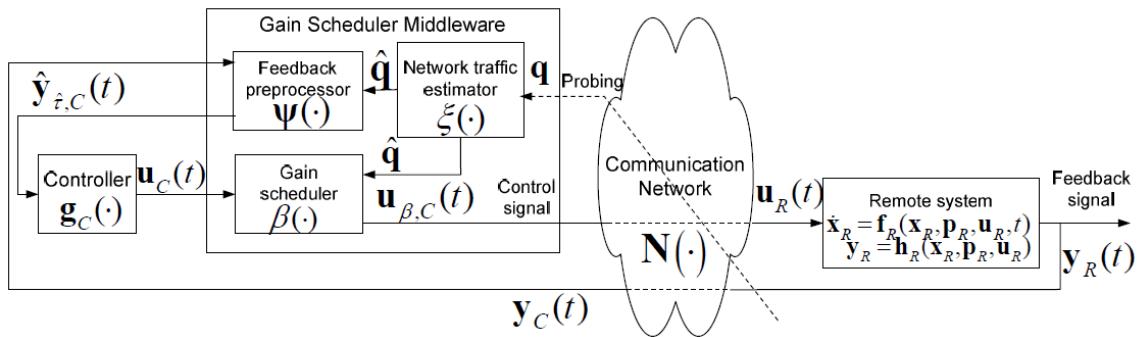 Gain Scheduler Middleware
Feedback
preprocessor
ψ(·)
q̂
Network traffic
estimator
ξ(·)
q
Probing
ŷ_τ̂,C(t)
q̂
Controller
g_C(·)
u_C(t)
Gain
scheduler
β(·)
u_β,C(t)
Control
signal
Communication
Network
N(·)
u_R(t)
Remote system
ẋ_R = f_R(x_R, p_R, u_R, t)
y_R = h_R(x_R, p_R, u_R)
Feedback
signal
y_R(t)
y_C(t)